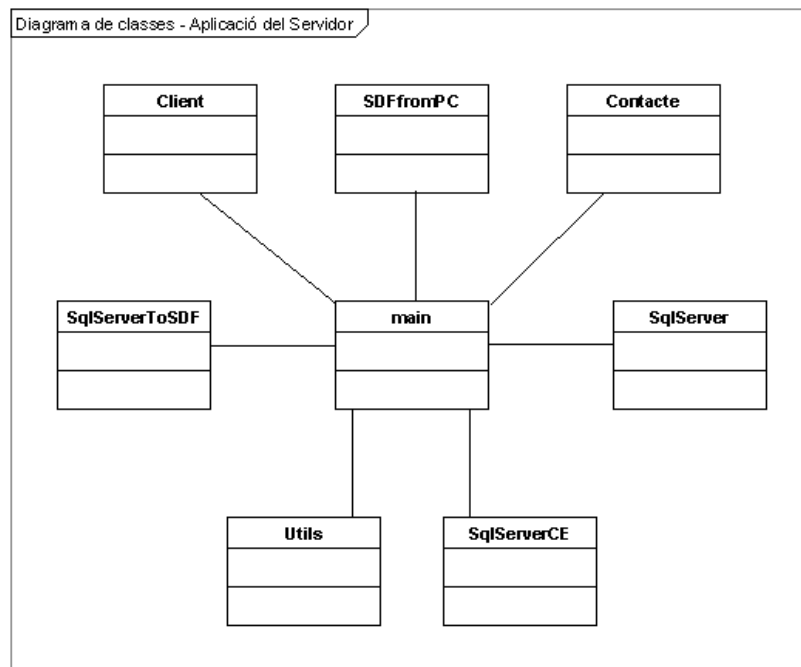 Diagrama de classes - Aplicació del Servidor
Client
SDFfromPC
Contacte
SqlServerToSDF
main
SqlServer
Utils
SqlServerCE